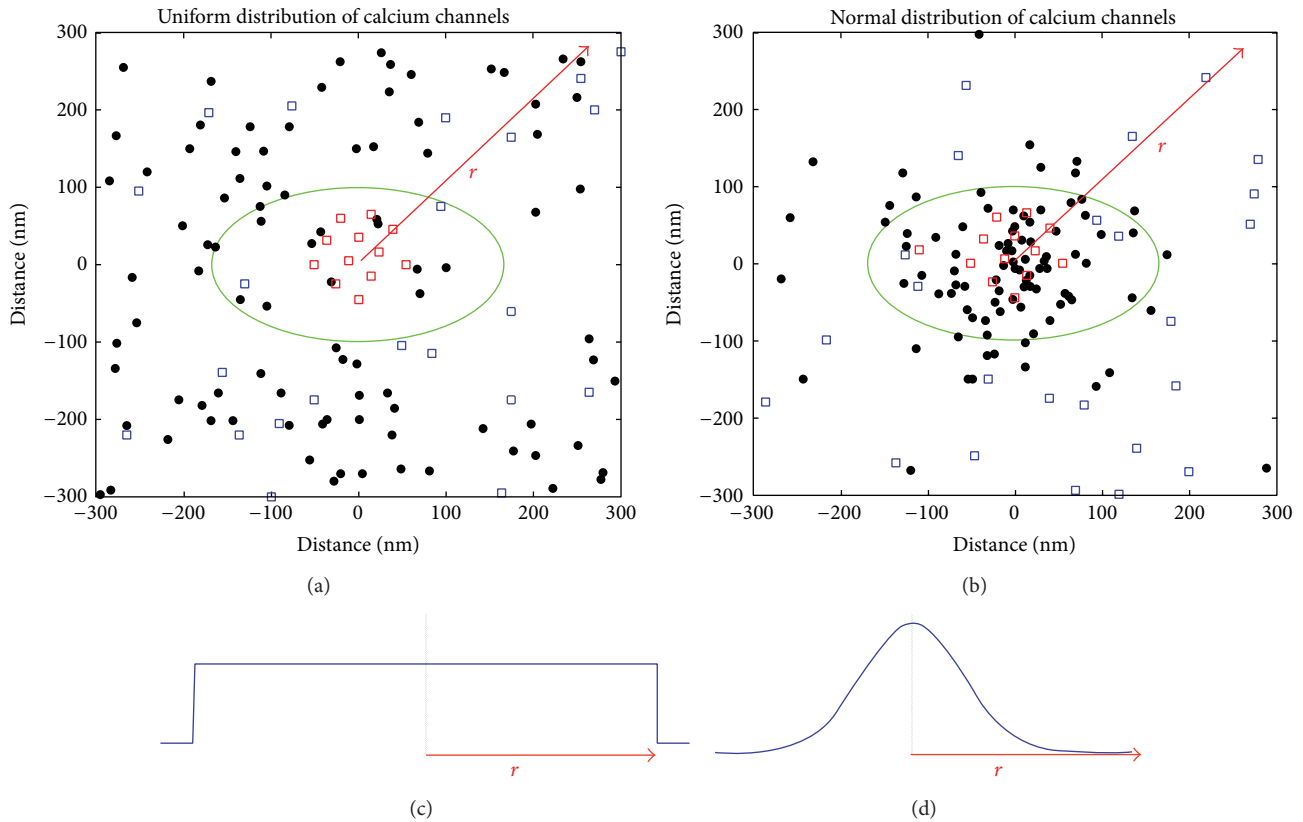 Uniform distribution of calcium channels
300
200
100
0
−100
−200
−300
Distance (nm)
r
−300 −200 −100 0 100 200 300
Distance (nm)
(a)
Normal distribution of calcium channels
300
200
100
0
−100
−200
−300
Distance (nm)
r
−300 −200 −100 0 100 200 300
Distance (nm)
(b)
r
(c)
r
(d)